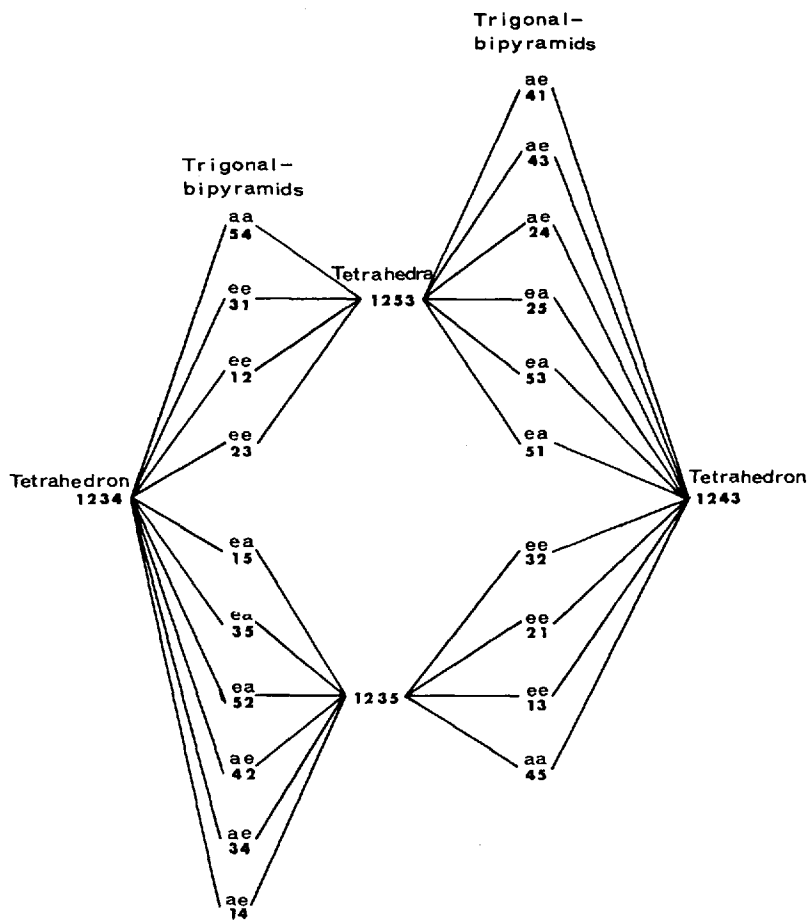 Trigonal-
bipyramids
ae
41
ae
43
ae
24
ea
25
ea
53
ea
51
Trigonal-
bipyramids
aa
54
ee
31
ee
12
ee
23
Tetrahedra
1253
Tetrahedron
1234
Tetrahedron
1243
ea
15
ea
35
ea
52
ae
42
ae
34
ae
14
1235
ee
32
ee
21
ee
13
aa
45